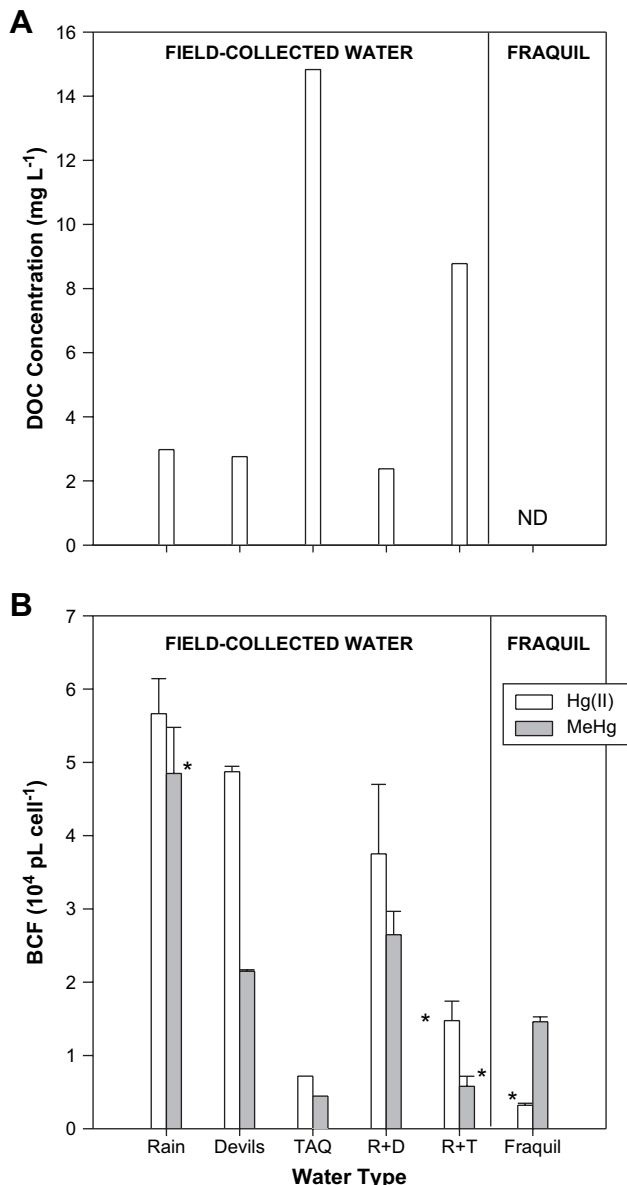 A
FIELD-COLLECTED WATER
FRAQUIL
DOC Concentration (mg L⁻¹)
16
14
12
10
8
6
4
2
0
ND
B
FIELD-COLLECTED WATER
FRAQUIL
Hg(II)
MeHg
BCF (10⁴ pL cell⁻¹)
7
6
5
4
3
2
1
0
*
*
*
*
Rain Devils TAQ R+D R+T Fraquil
Water Type